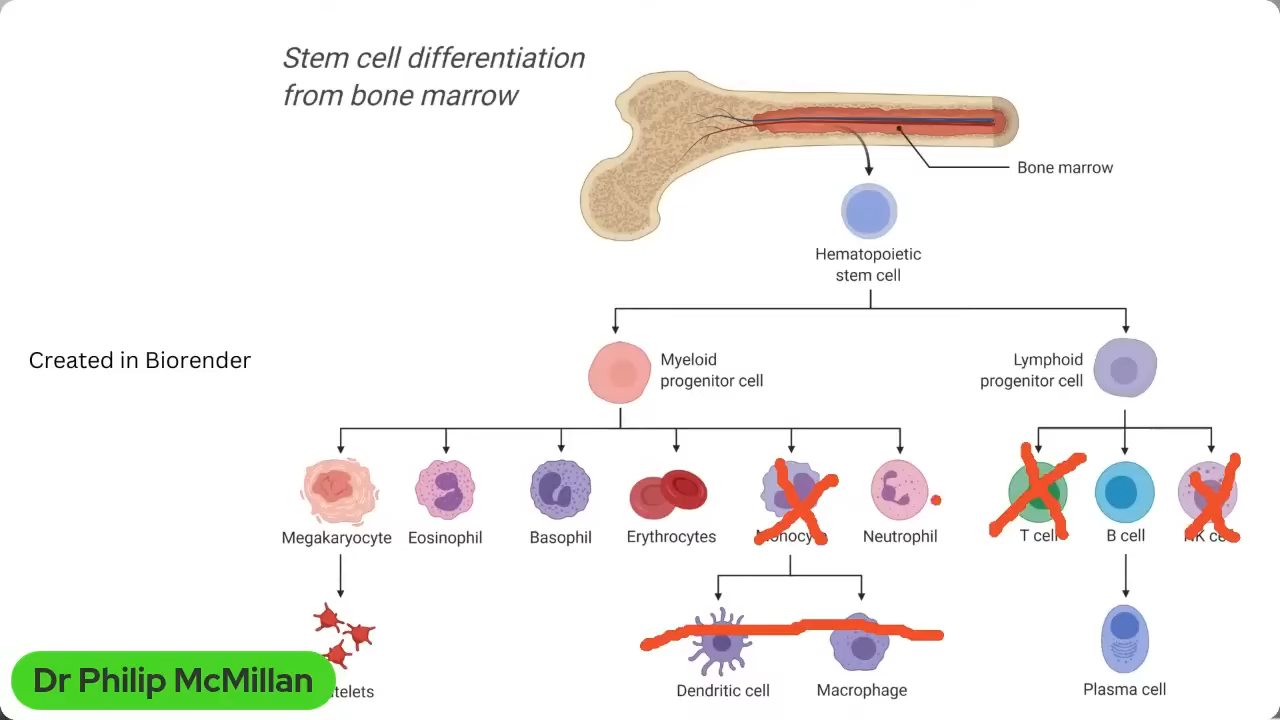 Stem cell differentiation
from bone marrow
Bone marrow
Hematopoietic
stem cell
Created in Biorender
Myeloid
progenitor cell
Lymphoid
progenitor cell
Megakaryocyte
Eosinophil
Basophil
Erythrocytes
Neutrophil
T cell
B cell
Dr Philip McMillan
Dendritic cell
Macrophage
Plasma cell